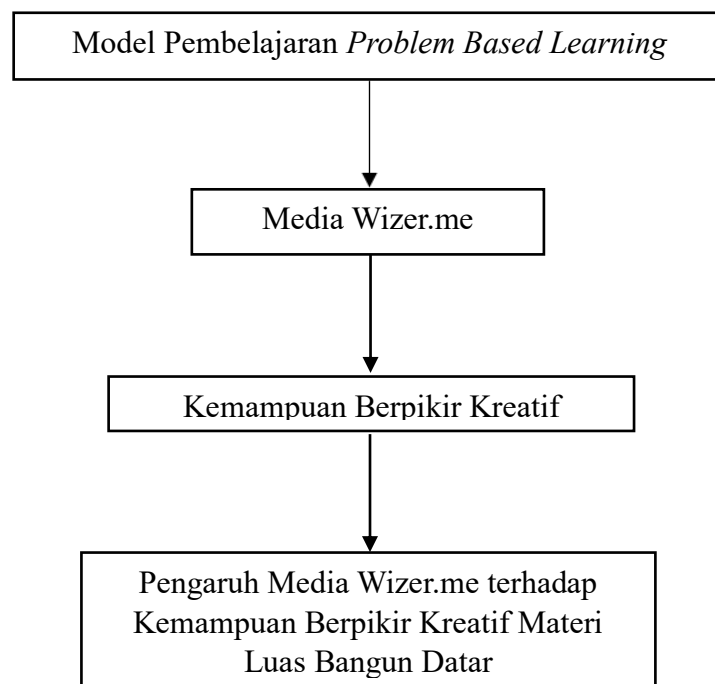 Model Pembelajaran Problem Based Learning
Media Wizer.me
Kemampuan Berpikir Kreatif
Pengaruh Media Wizer.me terhadap
Kemampuan Berpikir Kreatif Materi
Luas Bangun Datar